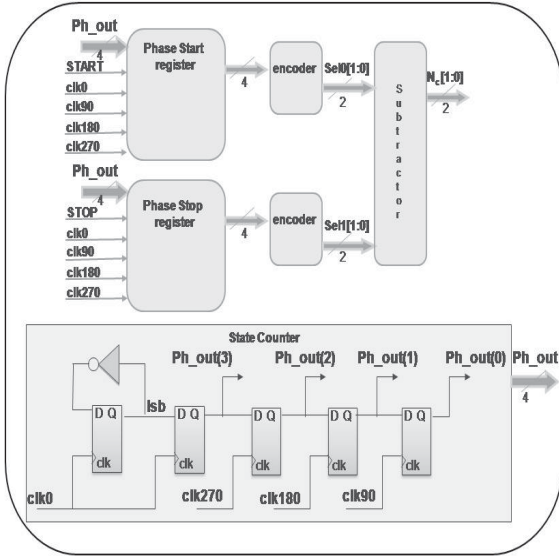 Ph_out
4
START
clk0
clk90
clk180
clk270
Phase Start
register
4
encoder
Sel0[1:0]
2
Subtractor
N_c[1:0]
2
Ph_out
4
STOP
clk0
clk90
clk180
clk270
Phase Stop
register
4
encoder
Sel1[1:0]
2
State Counter
Ph_out(3)
Ph_out(2)
Ph_out(1)
Ph_out(0)
Ph_out
4
lsb
D Q
D Q
D Q
D Q
D Q
clk
clk
clk
clk
clk
clk0
clk270
clk180
clk90